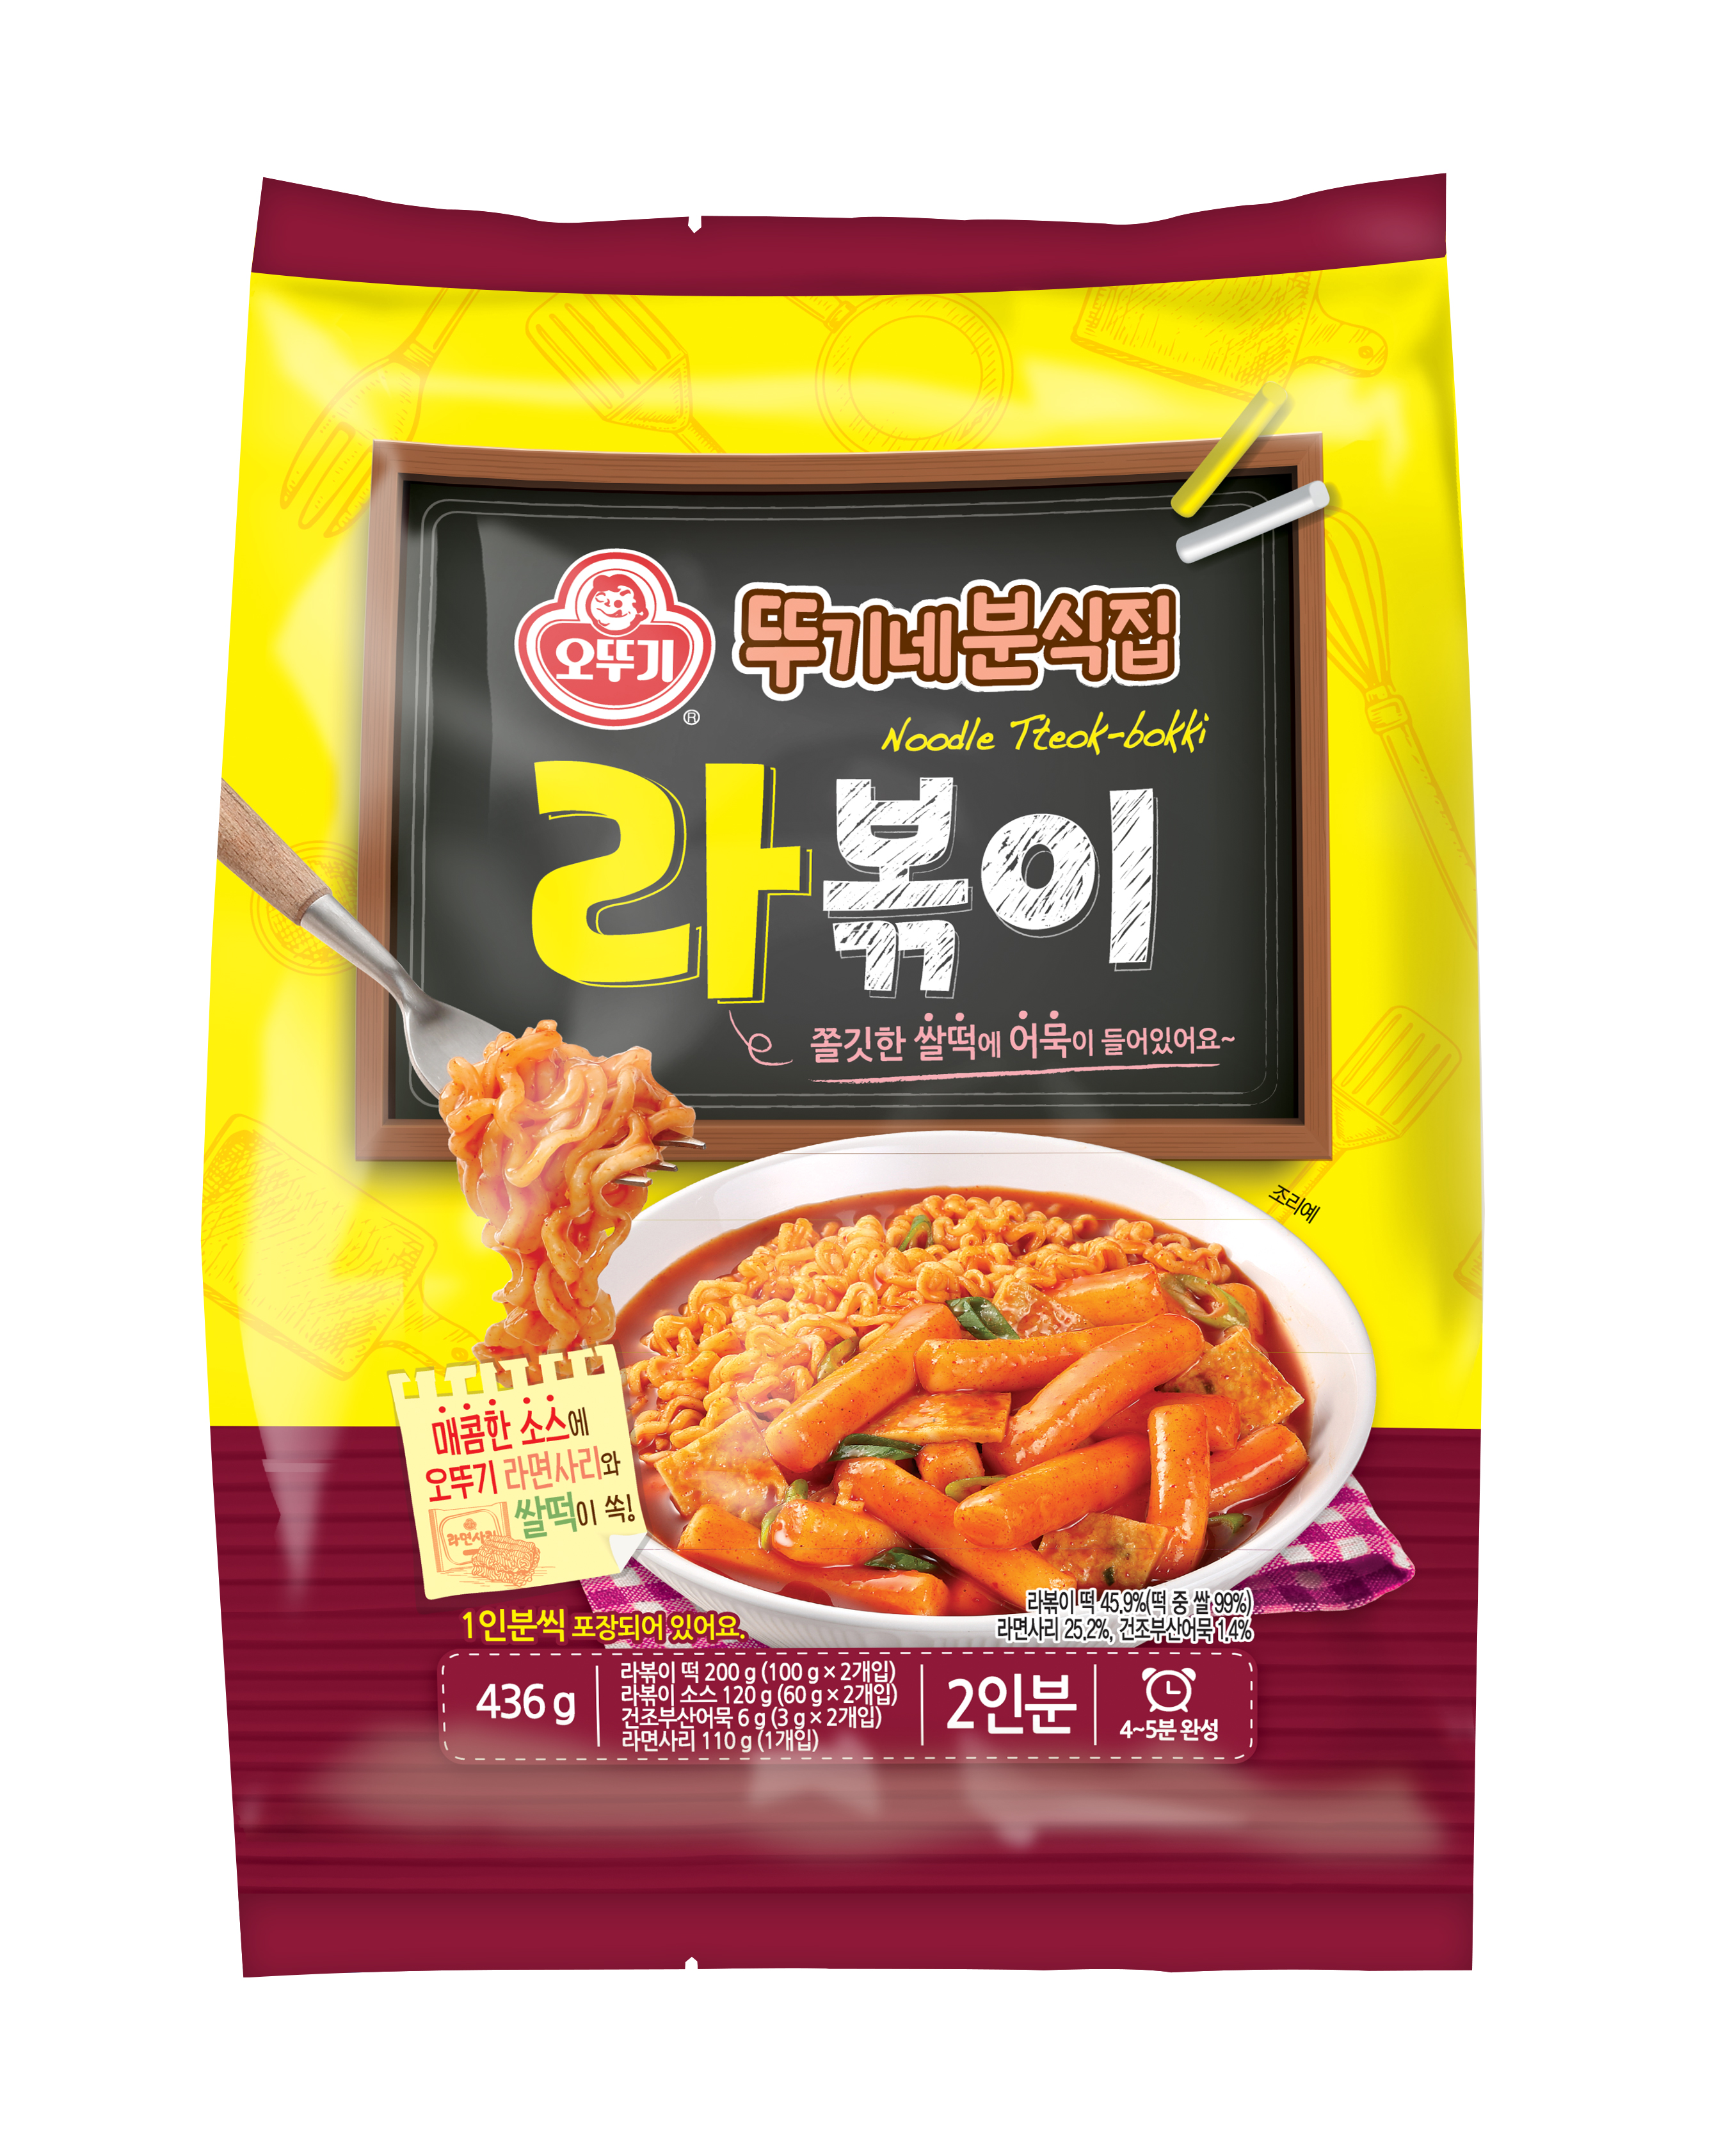 오뚜기
®
뚜기네분식집
Noodle Tteok-bokki
라볶이
쫄깃한 쌀떡에 어묵이 들어있어요~
조리예
매콤한 소스에
오뚜기 라면사리와
쌀떡이 쏙!
라면사리
1인분씩 포장되어 있어요.
라볶이 떡 45.9%(떡 중 쌀 99%)
라면사리 25.2%, 건조부산어묵 1.4%
436 g
라볶이 떡 200 g (100 g × 2개입)
라볶이 소스 120 g (60 g × 2개입)
건조부산어묵 6 g (3 g × 2개입)
라면사리 110 g (1개입)
2인분
4~5분 완성